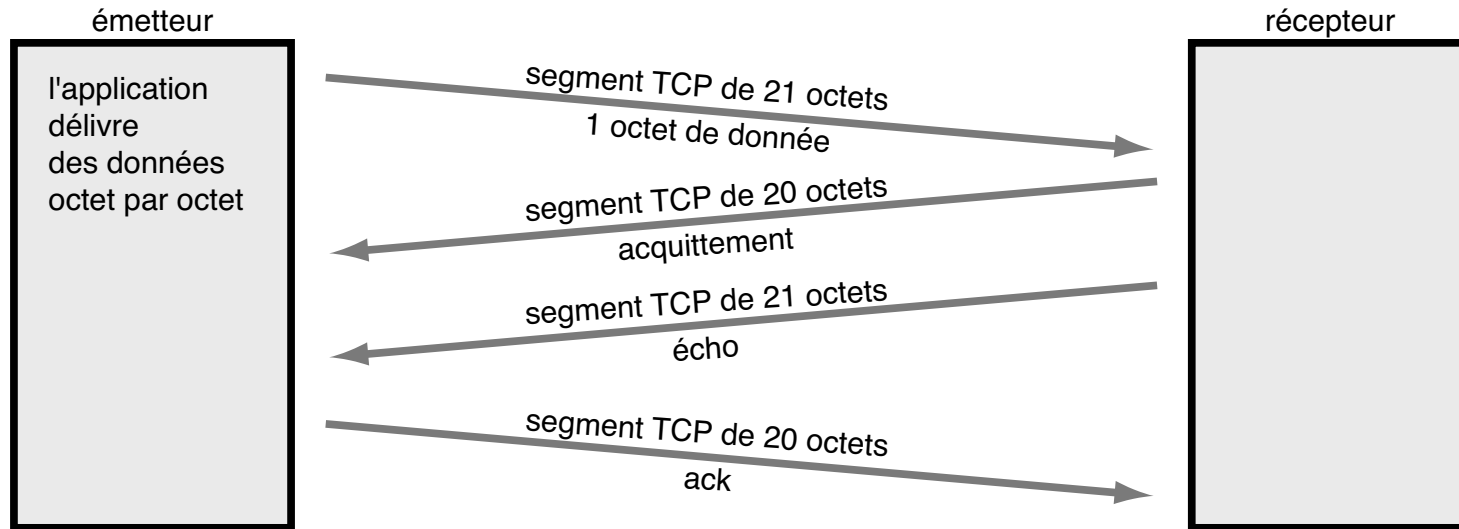 émetteur
récepteur
l'application
délivre
des données
octet par octet
segment TCP de 21 octets
1 octet de donnée
segment TCP de 20 octets
acquittement
segment TCP de 21 octets
écho
segment TCP de 20 octets
ack